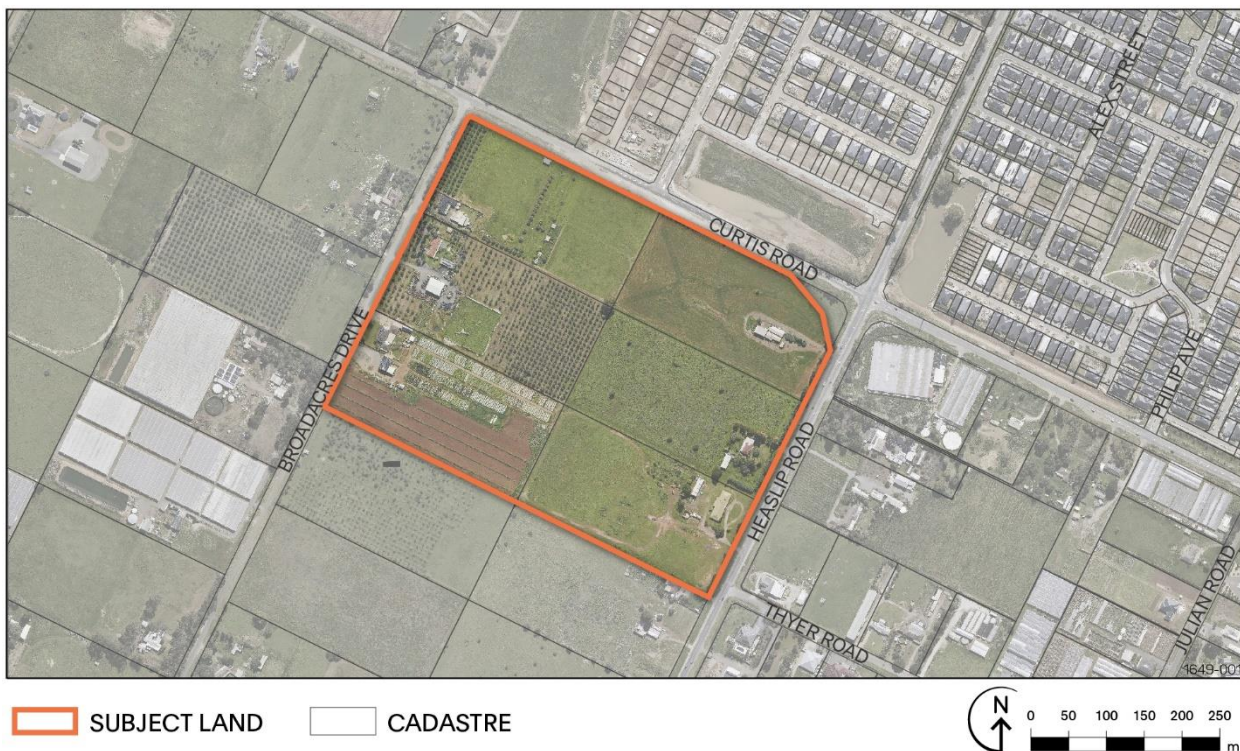 ALEX STREET
CURTIS ROAD
PHILIP AVE
BROADACRES DRIVE
HEASLIP ROAD
THYER ROAD
JULIAN ROAD
1649-001
SUBJECT LAND
CADASTRE
N
0 50 100 150 200 250
m